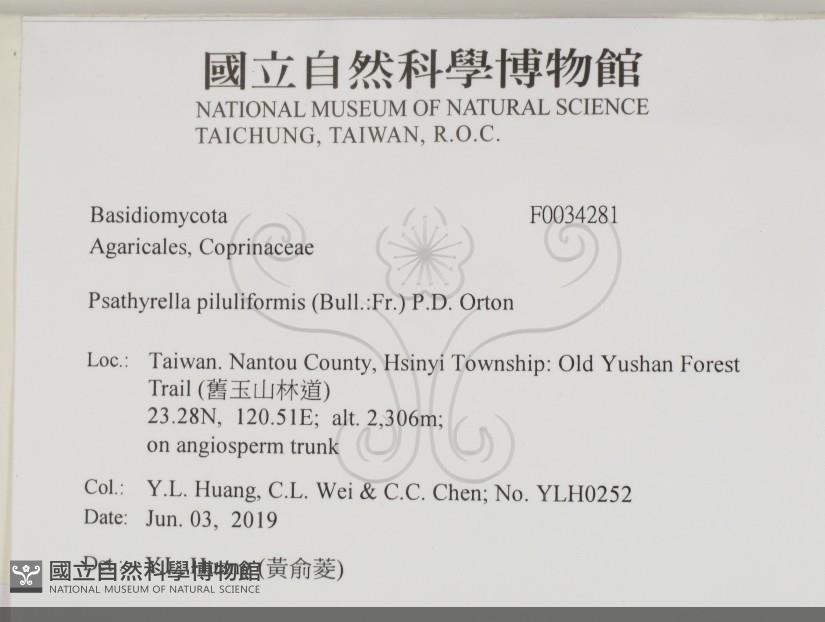 國立自然科學博物館
NATIONAL MUSEUM OF NATURAL SCIENCE
TAICHUNG, TAIWAN, R.O.C.
Basidiomycota F0034281
Agaricales, Coprinaceae
Psathyrella piluliformis (Bull.:Fr.) P.D. Orton
Loc.: Taiwan. Nantou County, Hsinyi Township: Old Yushan Forest
Trail (舊玉山林道)
23.28N, 120.51E; alt. 2,306m;
on angiosperm trunk
Col.: Y.L. Huang, C.L. Wei & C.C. Chen; No. YLH0252
Date: Jun. 03, 2019
Det.: Y.L. Huang (黃俞菱)
國立自然科學博物館
NATIONAL MUSEUM OF NATURAL SCIENCE